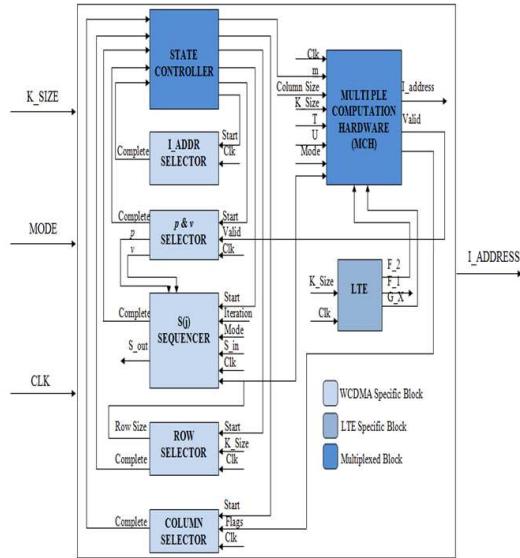 K_SIZE
MODE
CLK
STATE
CONTROLLER
Start
Clk
Complete
I_ADDR
SELECTOR
Complete
p & v
SELECTOR
Start
Valid
Clk
p
v
Complete
S_out
S(j)
SEQUENCER
Start
Iteration
Mode
S_in
Clk
Row Size
Complete
ROW
SELECTOR
Start
K_Size
Clk
Complete
COLUMN
SELECTOR
Start
Flags
Clk
Clk
m
Column Size
K_Size
T
U
Mode
MULTIPLE
COMPUTATION
HARDWARE
(MCH)
I_address
Valid
K_Size
Clk
LTE
F_2
F_1
G_X
I_ADDRESS
WCDMA Specific Block
LTE Specific Block
Multiplexed Block